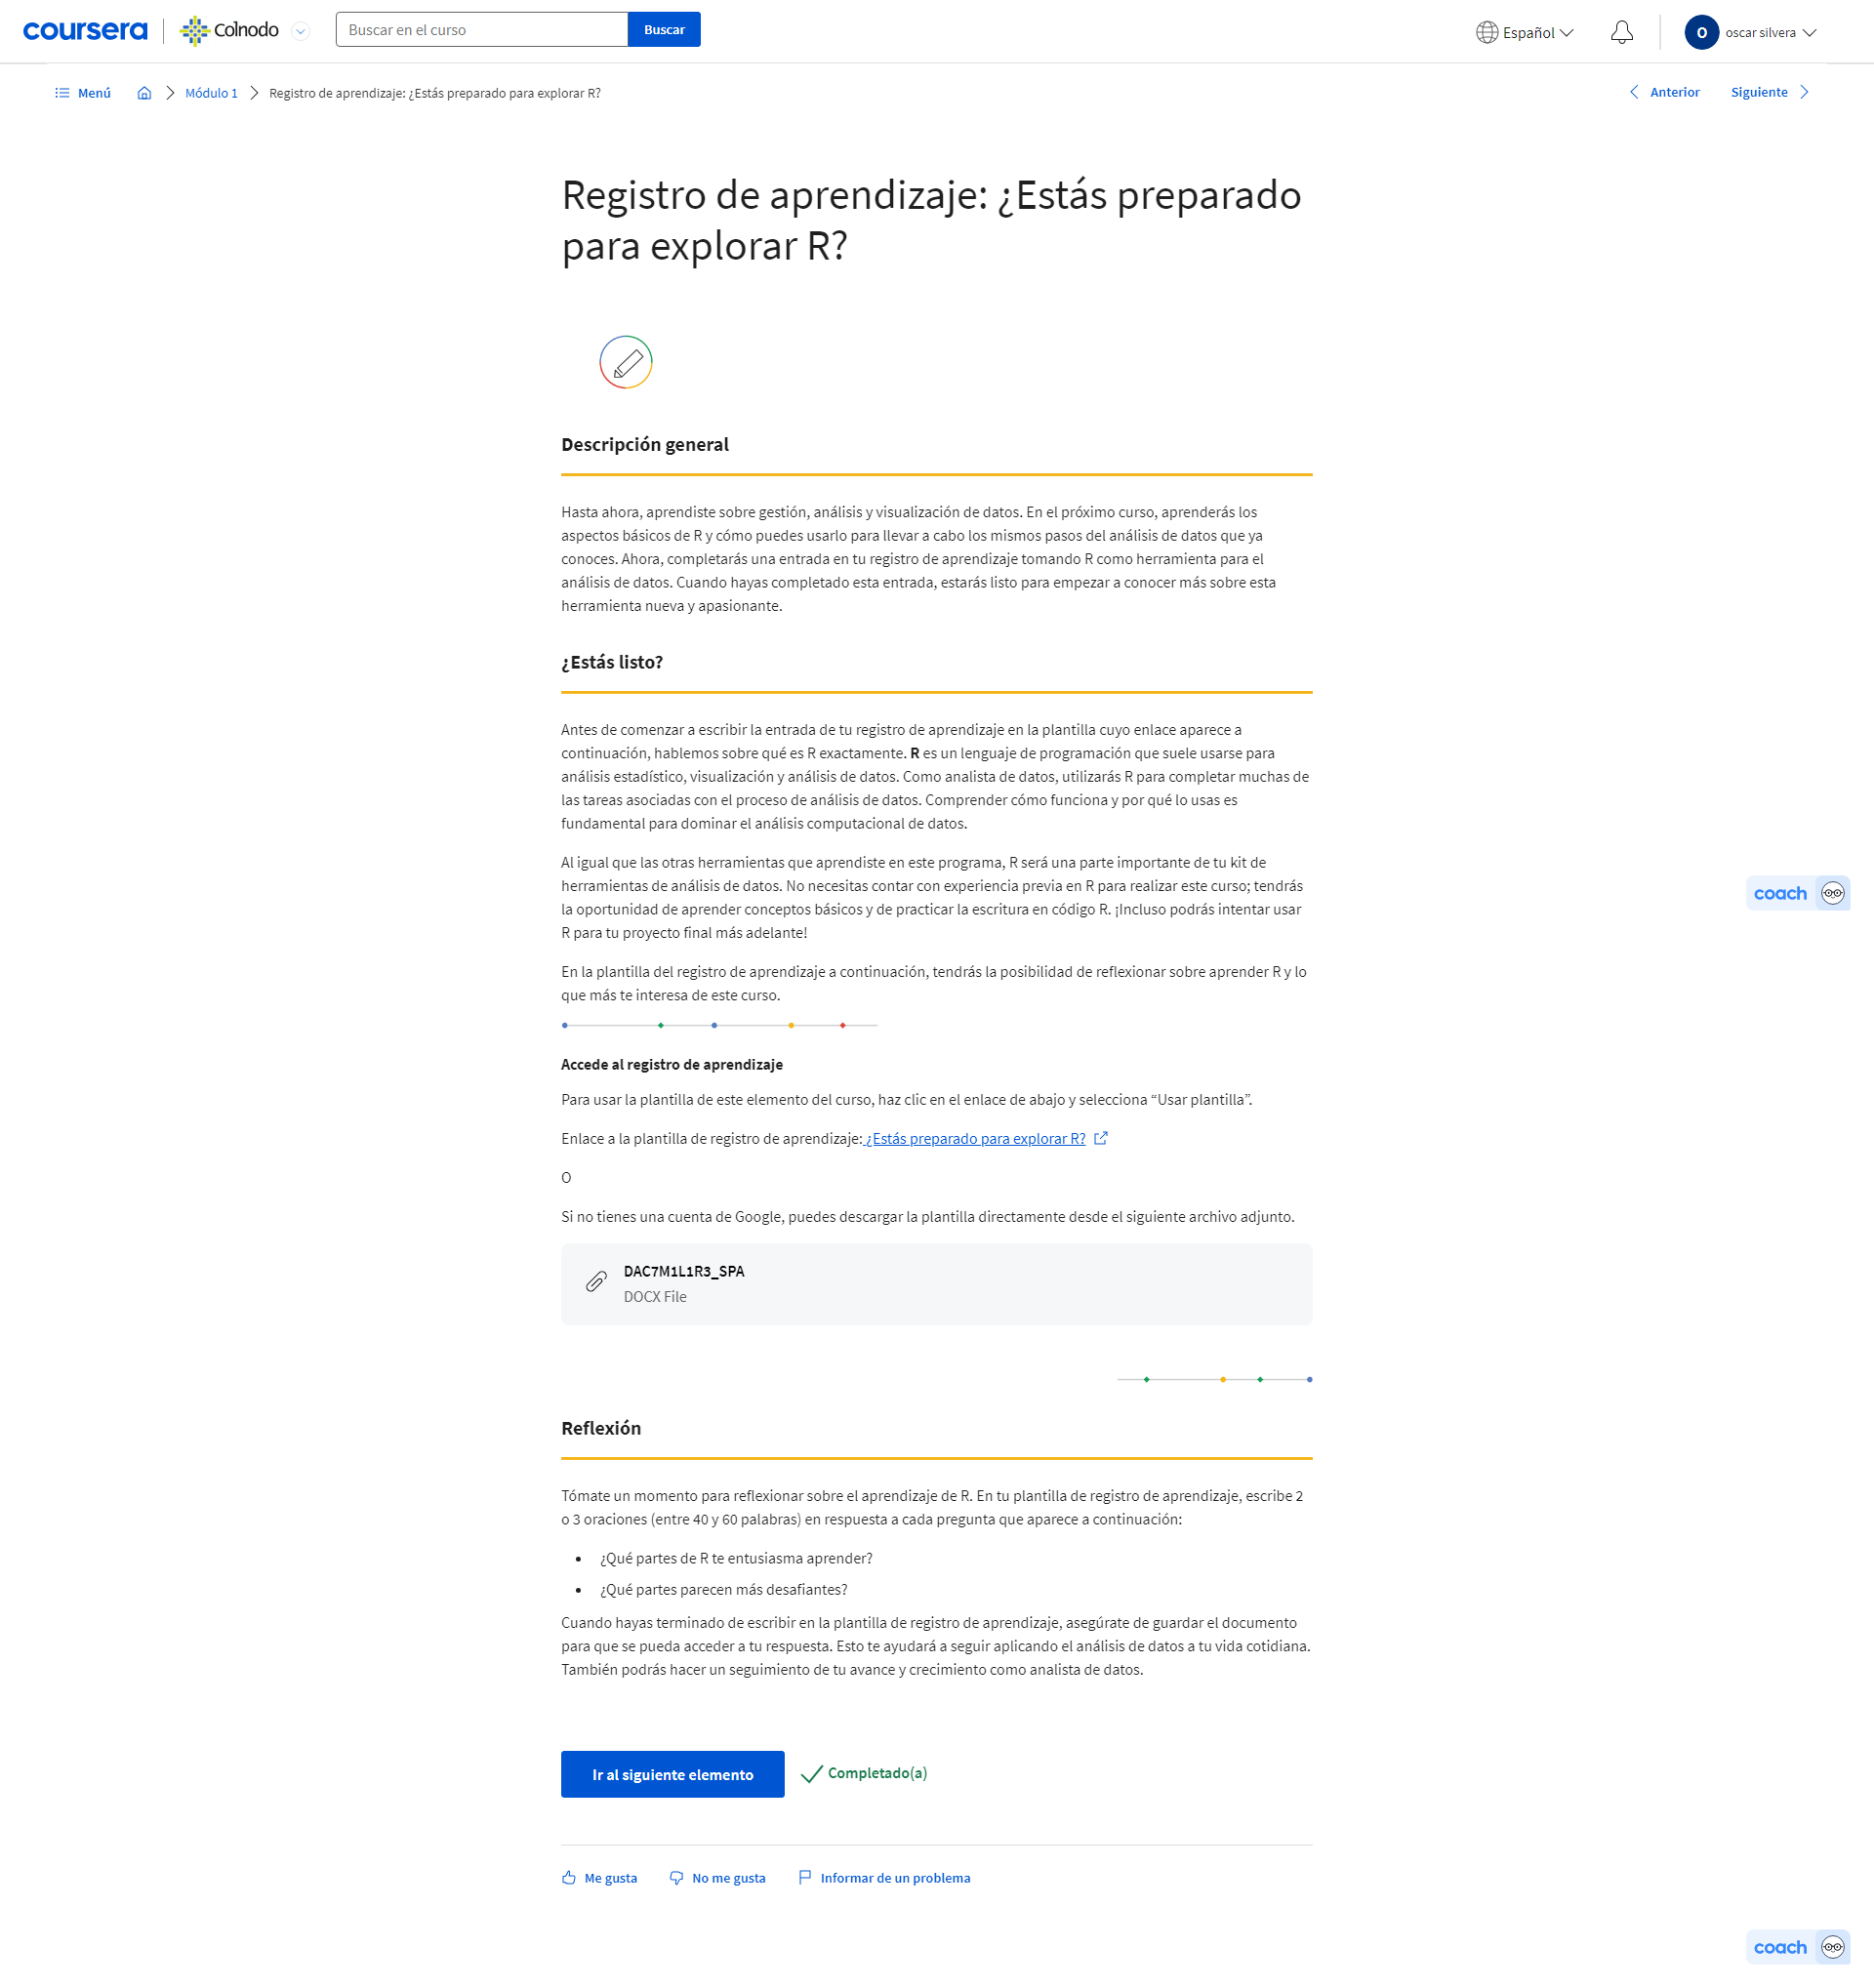 coursera
Colnodo
Buscar en el curso
Buscar
Español
O
oscar silvera
Menú
Módulo 1
Registro de aprendizaje: ¿Estás preparado para explorar R?
Anterior
Siguiente
Registro de aprendizaje: ¿Estás preparado
para explorar R?
Descripción general
Hasta ahora, aprendiste sobre gestión, análisis y visualización de datos. En el próximo curso, aprenderás los
aspectos básicos de R y cómo puedes usarlo para llevar a cabo los mismos pasos del análisis de datos que ya
conoces. Ahora, completarás una entrada en tu registro de aprendizaje tomando R como herramienta para el
análisis de datos. Cuando hayas completado esta entrada, estarás listo para empezar a conocer más sobre esta
herramienta nueva y apasionante.
¿Estás listo?
Antes de comenzar a escribir la entrada de tu registro de aprendizaje en la plantilla cuyo enlace aparece a
continuación, hablemos sobre qué es R exactamente. R es un lenguaje de programación que suele usarse para
análisis estadístico, visualización y análisis de datos. Como analista de datos, utilizarás R para completar muchas de
las tareas asociadas con el proceso de análisis de datos. Comprender cómo funciona y por qué lo usas es
fundamental para dominar el análisis computacional de datos.
Al igual que las otras herramientas que aprendiste en este programa, R será una parte importante de tu kit de
herramientas de análisis de datos. No necesitas contar con experiencia previa en R para realizar este curso; tendrás
la oportunidad de aprender conceptos básicos y de practicar la escritura en código R. ¡Incluso podrás intentar usar
R para tu proyecto final más adelante!
En la plantilla del registro de aprendizaje a continuación, tendrás la posibilidad de reflexionar sobre aprender R y lo
que más te interesa de este curso.
Accede al registro de aprendizaje
Para usar la plantilla de este elemento del curso, haz clic en el enlace de abajo y selecciona “Usar plantilla”.
Enlace a la plantilla de registro de aprendizaje: ¿Estás preparado para explorar R?
O
Si no tienes una cuenta de Google, puedes descargar la plantilla directamente desde el siguiente archivo adjunto.
DAC7M1L1R3_SPA
DOCX File
Reflexión
Tómate un momento para reflexionar sobre el aprendizaje de R. En tu plantilla de registro de aprendizaje, escribe 2
o 3 oraciones (entre 40 y 60 palabras) en respuesta a cada pregunta que aparece a continuación:
¿Qué partes de R te entusiasma aprender?
¿Qué partes parecen más desafiantes?
Cuando hayas terminado de escribir en la plantilla de registro de aprendizaje, asegúrate de guardar el documento
para que se pueda acceder a tu respuesta. Esto te ayudará a seguir aplicando el análisis de datos a tu vida cotidiana.
También podrás hacer un seguimiento de tu avance y crecimiento como analista de datos.
Ir al siguiente elemento
Completado(a)
Me gusta
No me gusta
Informar de un problema
coach
coach